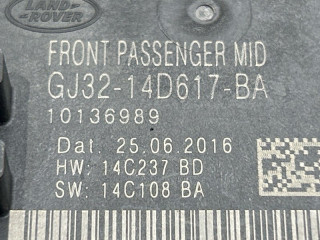 LAND-
ROVER
FRONT PASSENGER MID
GJ32-14D617-BA
10136989
Dat: 25.06.2016
HW: 14C237 BD
SW: 14C108 BA